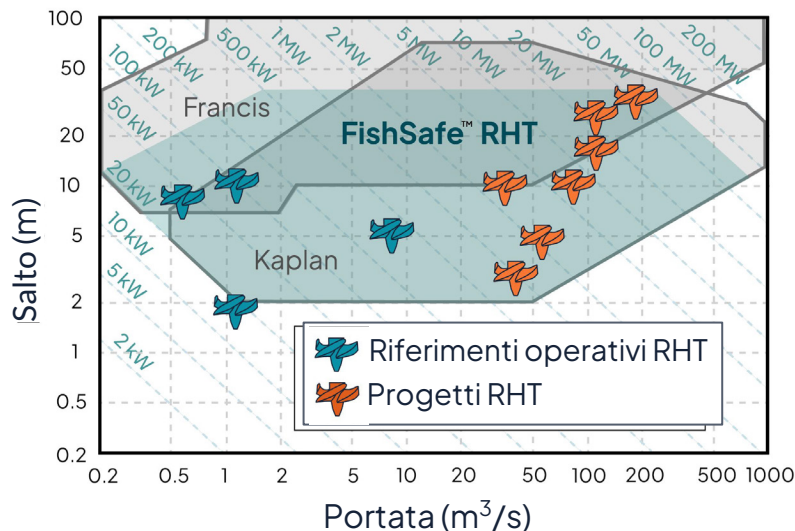 100
50
20
10
5
2
1
0.5
0.2
Salto (m)
200 kW
100 kW
50 kW
20 kW
10 kW
5 kW
2 kW
500 kW
1 MW
2 MW
5 MW
10 MW
20 MW
50 MW
100 MW
200 MW
Francis
FishSafe™ RHT
Kaplan
Riferimenti operativi RHT
Progetti RHT
0.2 0.5 1 2 5 10 20 50 100 200 500 1000
Portata (m³/s)